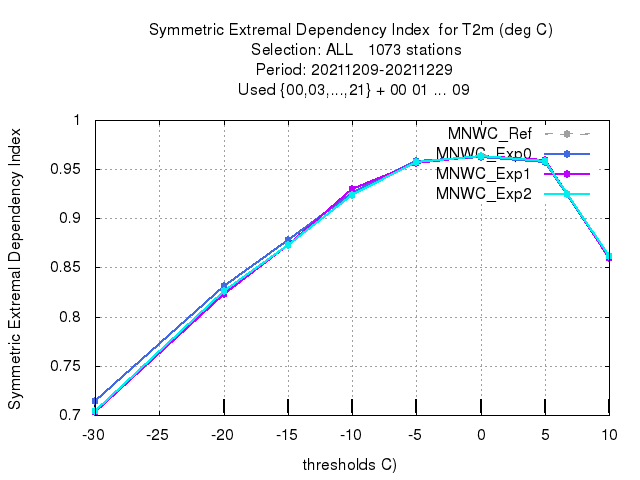 Symmetric Extremal Dependency Index  for T2m (deg C)
Selection: ALL   1073 stations
Period: 20211209-20211229
Used {00,03,...,21} + 00 01 ... 09
Symmetric Extremal Dependency Index
1
0.95
0.9
0.85
0.8
0.75
0.7
MNWC_Ref
MNWC_Exp0
MNWC_Exp1
MNWC_Exp2
-30 -25 -20 -15 -10 -5 0 5 10
thresholds C)